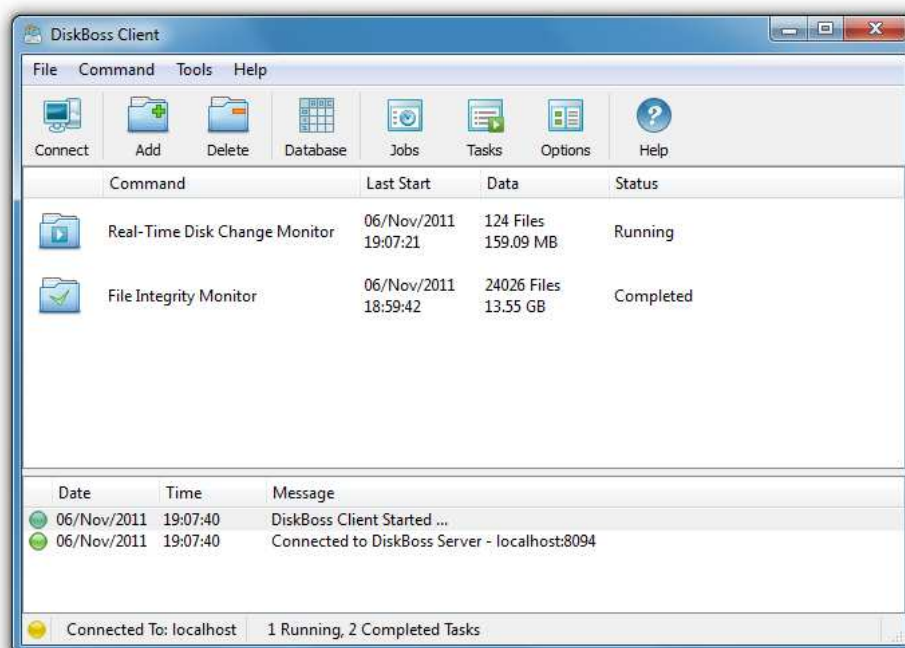 DiskBoss Client
File Command Tools Help
Connect Add Delete Database Jobs Tasks Options Help
Command Last Start Data Status
Real-Time Disk Change Monitor 06/Nov/2011 19:07:21 124 Files 159.09 MB Running
File Integrity Monitor 06/Nov/2011 18:59:42 24026 Files 13.55 GB Completed
Date Time Message
06/Nov/2011 19:07:40 DiskBoss Client Started ...
06/Nov/2011 19:07:40 Connected to DiskBoss Server - localhost:8094
Connected To: localhost 1 Running, 2 Completed Tasks